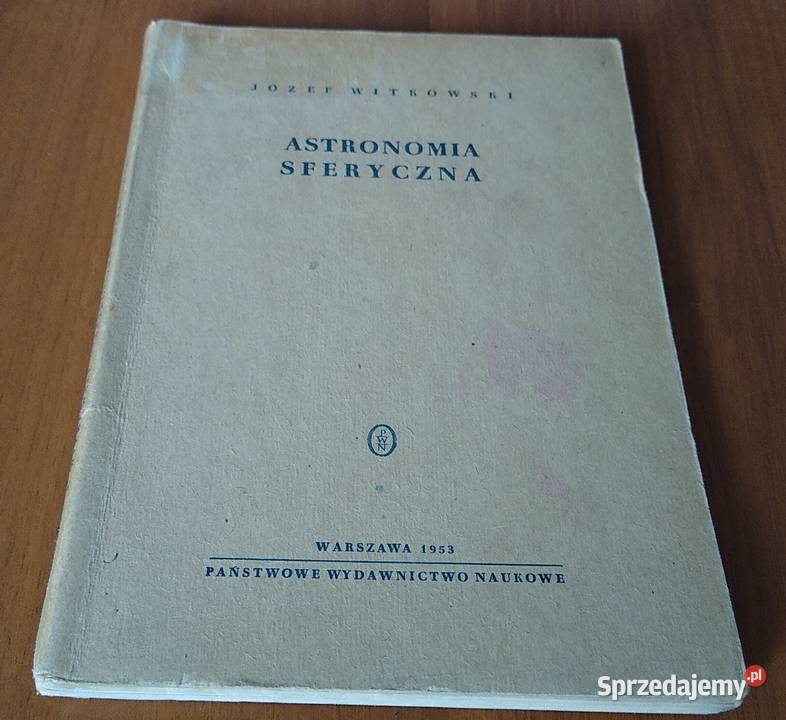 JÓZEF WITKOWSKI
ASTRONOMIA
SFERYCZNA
PWN
WARSZAWA 1953
PAŃSTWOWE WYDAWNICTWO NAUKOWE
Sprzedajemy.pl